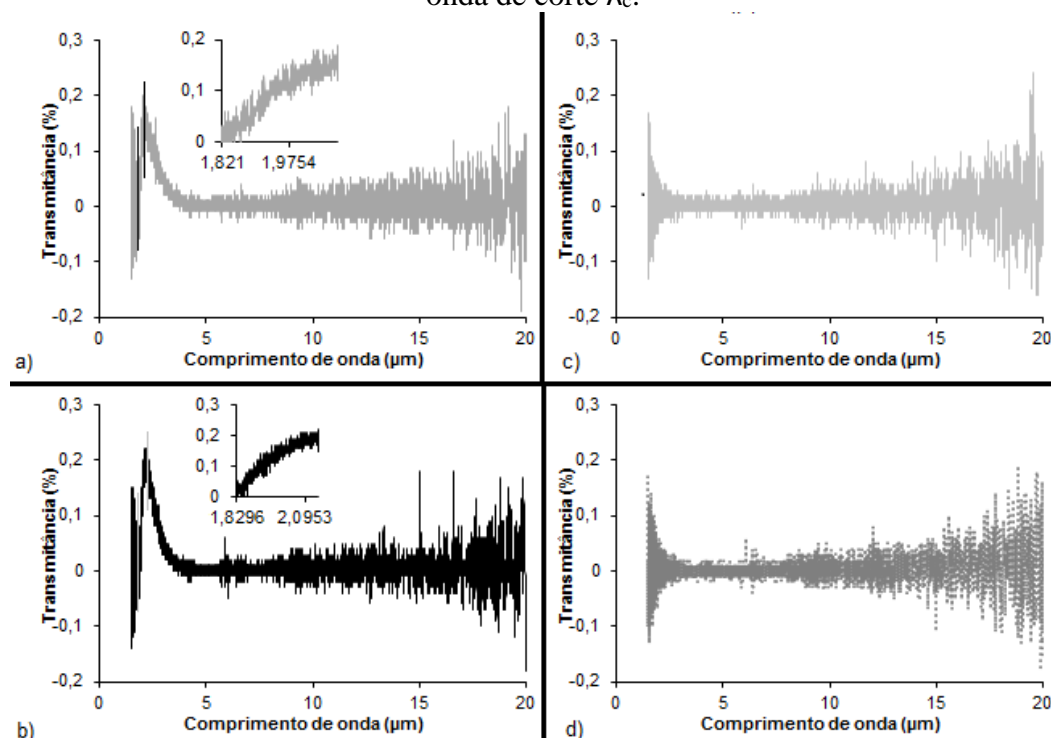 onda de corte λc.
0,3
0,2
0,1
0
-0,1
-0,2
Transmitância (%)
0,2
0,1
0
1,821 1,9754
0 5 10 15 20
Comprimento de onda (µm)
a)
0,3
0,2
0,1
0
-0,1
-0,2
Transmitância (%)
0 5 10 15 20
Comprimento de onda (µm)
c)
0,3
0,2
0,1
0
-0,1
-0,2
Transmitância (%)
0,3
0,2
0,1
0
1,8296 2,0953
0 5 10 15 20
Comprimento de onda (µm)
b)
0,3
0,2
0,1
0
-0,1
-0,2
Transmitância (%)
0 5 10 15 20
Comprimento de onda (µm)
d)